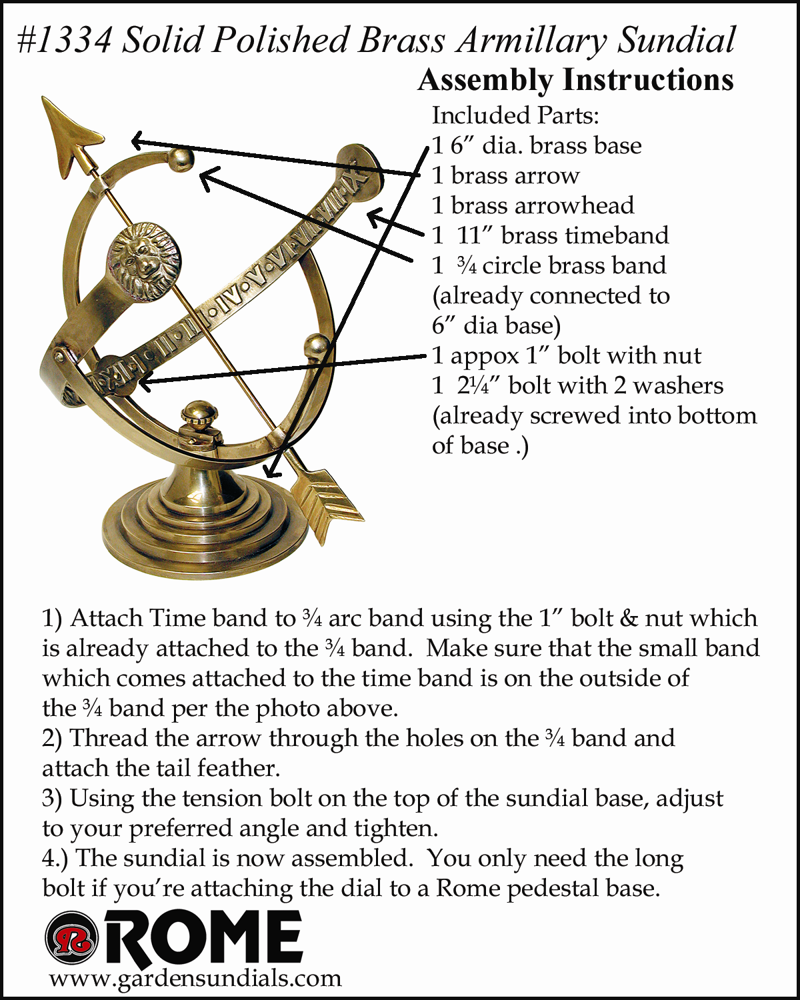 #1334 Solid Polished Brass Armillary Sundial
Assembly Instructions
Included Parts:
1 6” dia. brass base
1 brass arrow
1 brass arrowhead
1  11” brass timeband
1  ¾ circle brass band
(already connected to
6” dia base)
1 appox 1” bolt with nut
1  2¼” bolt with 2 washers
(already screwed into bottom
of base .)
IX
VIII
VII
VI
V
IV
III
II
I
XII
1) Attach Time band to ¾ arc band using the 1” bolt & nut which
is already attached to the ¾ band.  Make sure that the small band
which comes attached to the time band is on the outside of
the ¾ band per the photo above.
2) Thread the arrow through the holes on the ¾ band and
attach the tail feather.
3) Using the tension bolt on the top of the sundial base, adjust
to your preferred angle and tighten.
4.) The sundial is now assembled.  You only need the long
bolt if you’re attaching the dial to a Rome pedestal base.
R ROME
www.gardensundials.com